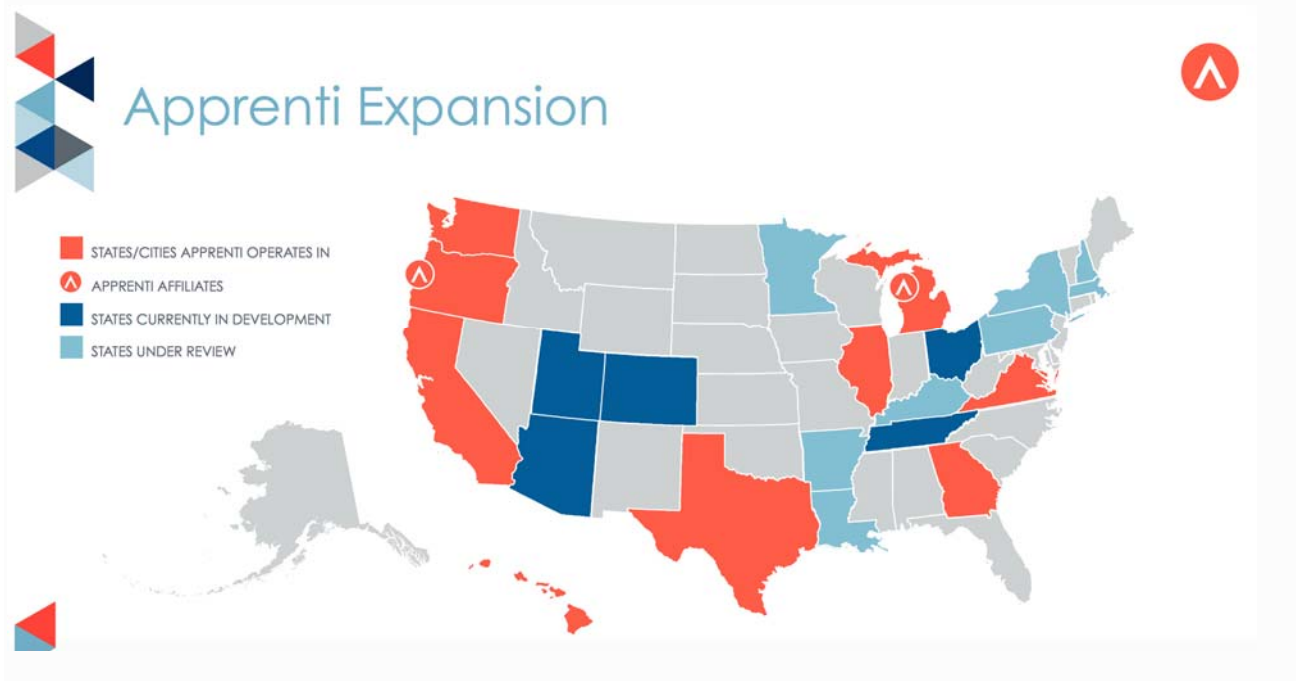 Apprenti Expansion
STATES/CITIES APPRENTI OPERATES IN
APPRENTI AFFILIATES
STATES CURRENTLY IN DEVELOPMENT
STATES UNDER REVIEW